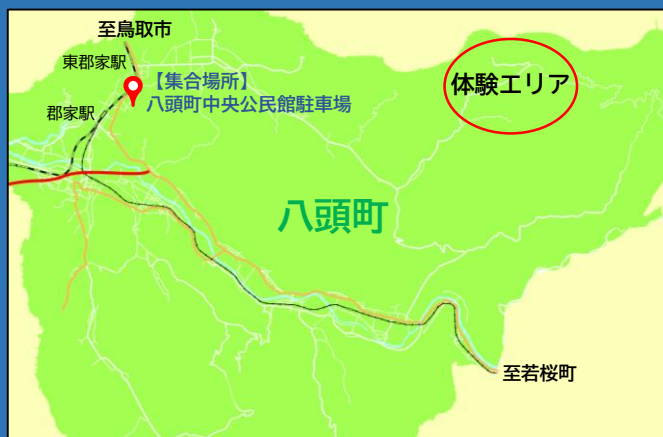 至鳥取市
東郡家駅
【集合場所】
八頭町中央公民館駐車場
郡家駅
体験エリア
八頭町
至若桜町